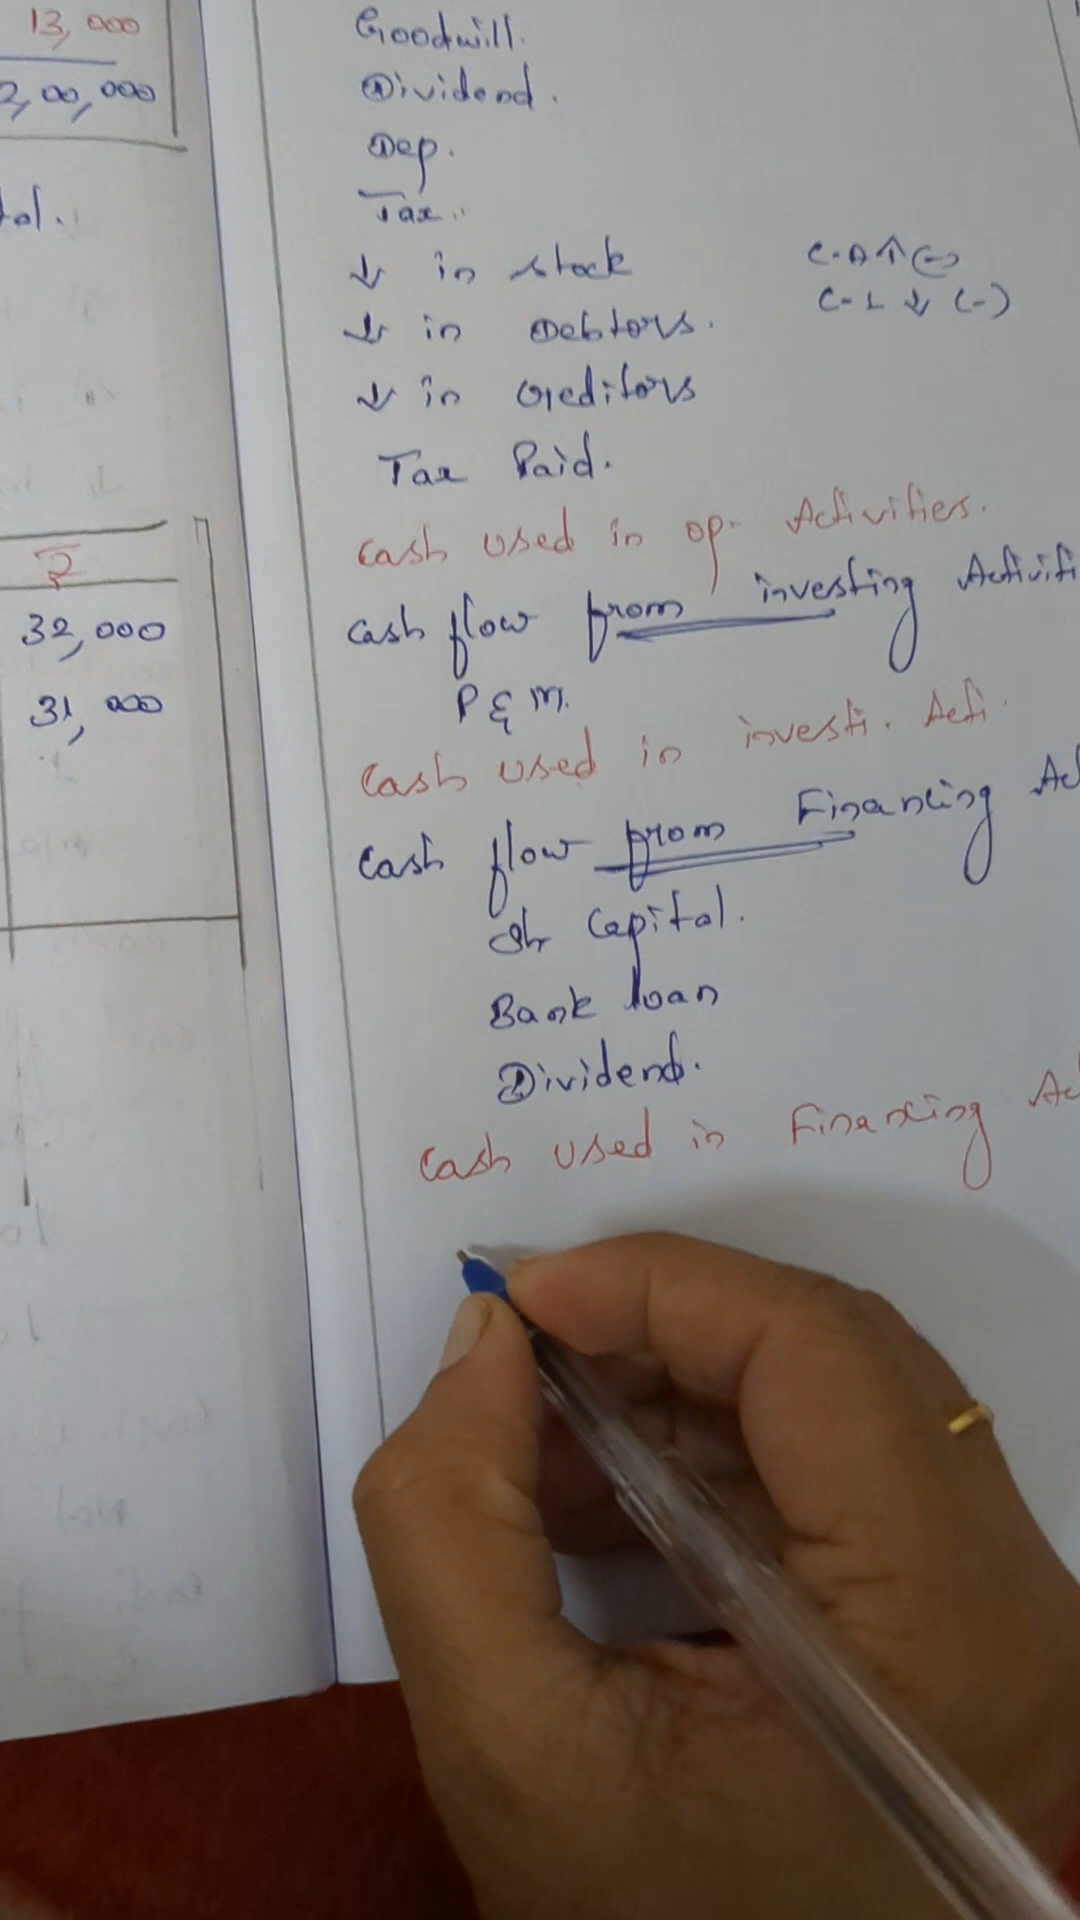 13,000
2,00,000
tal.
₹
32,000
31,000
Goodwill.
Dividend.
Dep.
Tax.
↓ in stock
C.A↑(-)
↓ in Debtors.
C-L↓(-)
↓ in Creditors
Tax Paid.
Cash used in op- Activities.
Cash flow from investing Activiti
P & M.
Cash used in investi. Acti.
Cash flow from Financing Ac
Sh Capital.
Bank loan
Dividend.
Cash used in Financing Ac